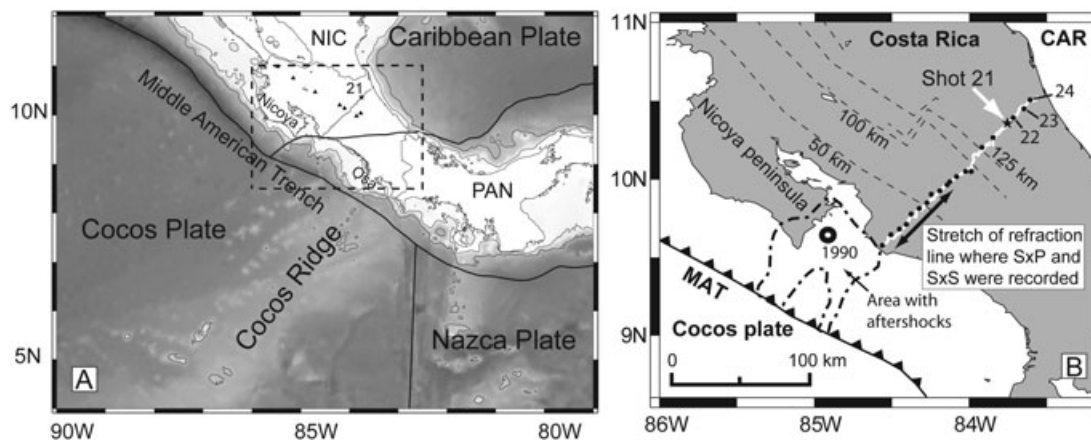 NIC
Caribbean Plate
21
Nicoya
Middle American Trench
Osa
PAN
Cocos Plate
Cocos Ridge
Nazca Plate
A
10N
5N
90W
85W
80W
11N
10N
9N
Costa Rica
CAR
Shot 21
24
23
22
100 km
50 km
125 km
Nicoya peninsula
1990
Stretch of refraction
line where SxP and
SxS were recorded
Area with
aftershocks
MAT
Cocos plate
0
100 km
B
86W
85W
84W